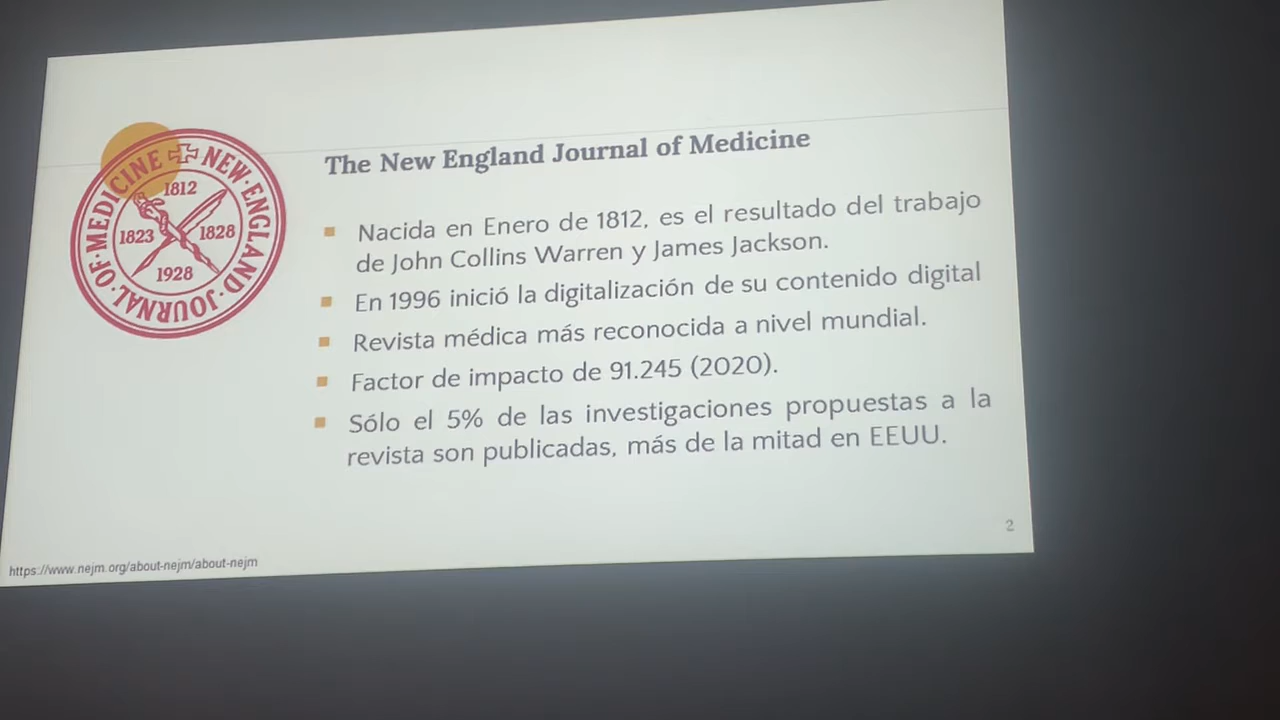 NEW·ENGLAND·JOURNAL·OF·MEDICINE
1812
1823
1828
1928
The New England Journal of Medicine
Nacida en Enero de 1812, es el resultado del trabajo
de John Collins Warren y James Jackson.
En 1996 inició la digitalización de su contenido digital
Revista médica más reconocida a nivel mundial.
Factor de impacto de 91.245 (2020).
Sólo el 5% de las investigaciones propuestas a la
revista son publicadas, más de la mitad en EEUU.
2
https://www.nejm.org/about-nejm/about-nejm